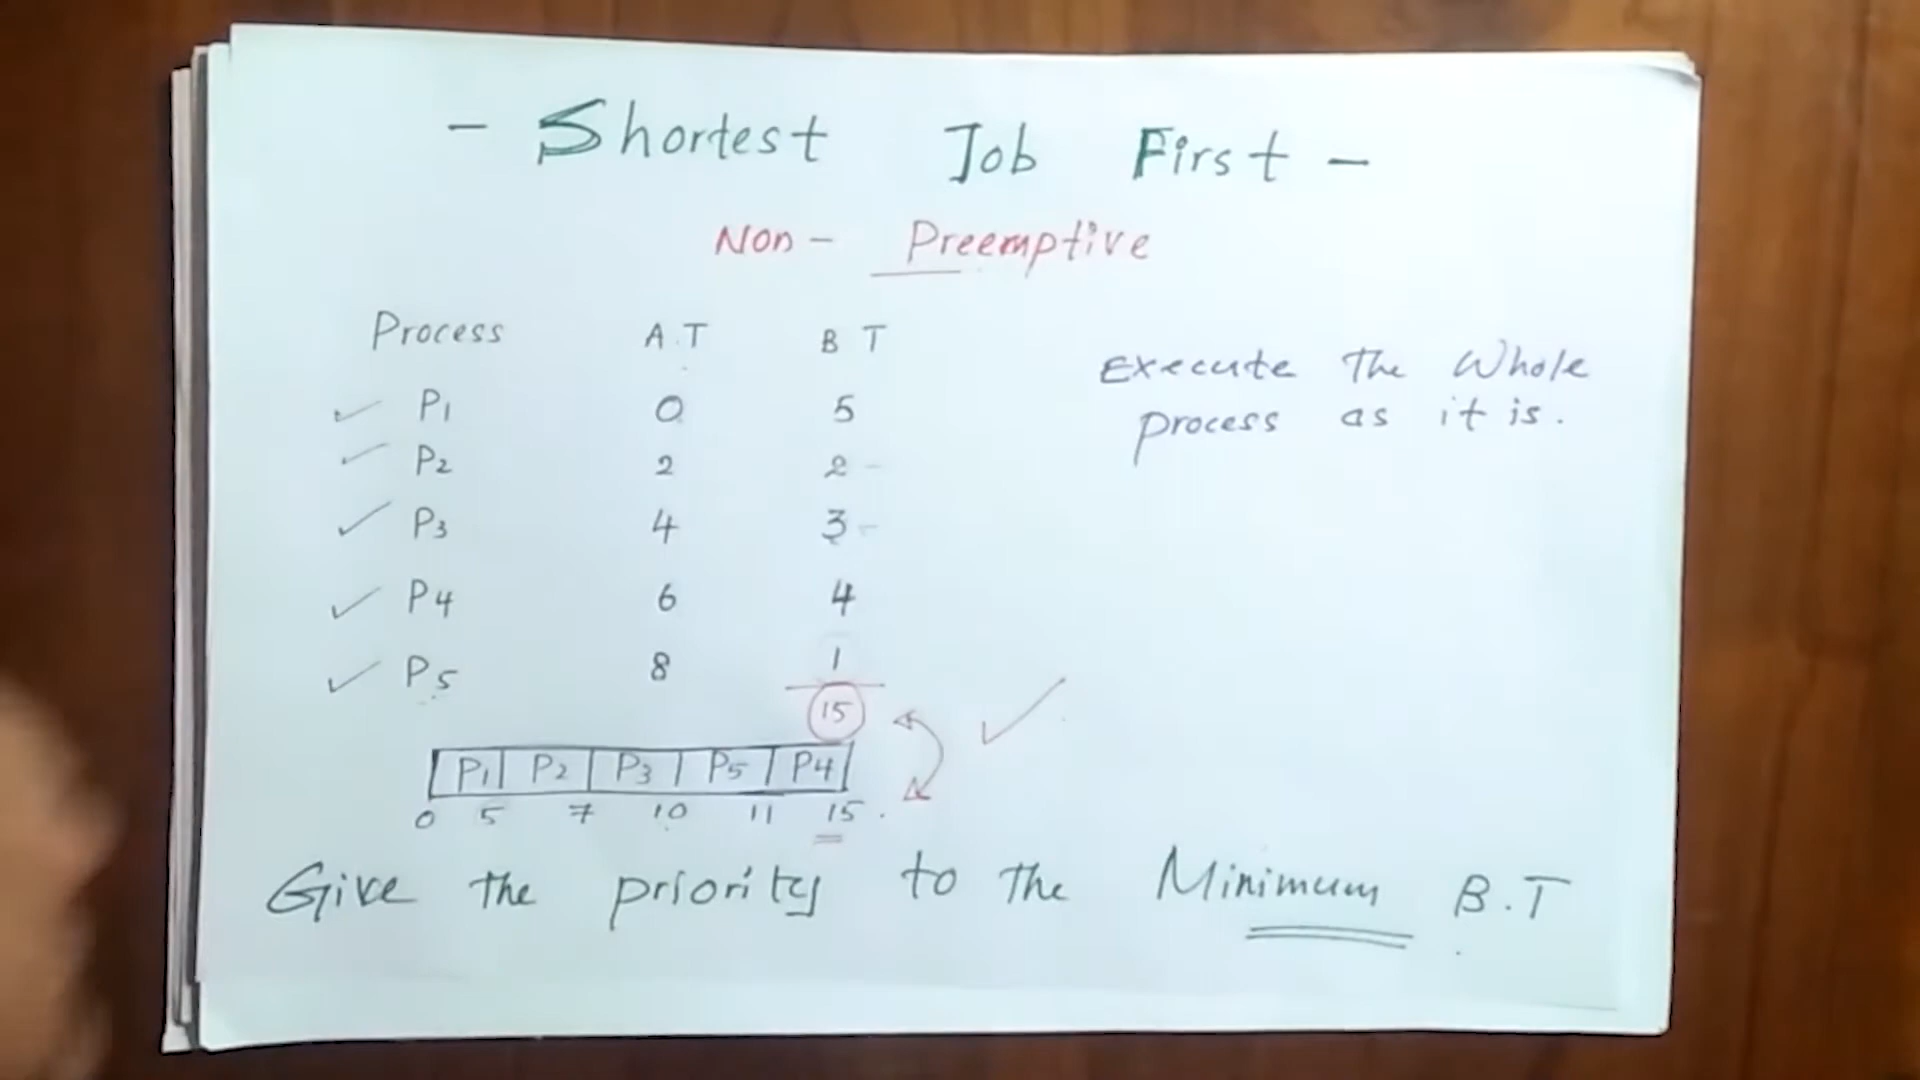 - Shortest Job First -
Non - Preemptive
Process A.T B T
P1 0 5
P2 2 2
P3 4 3
P4 6 4
P5 8 1
15
Execute The Whole
process as it is.
P1 P2 P3 P5 P4
0 5 7 10 11 15
Give the priority to the Minimum B.T